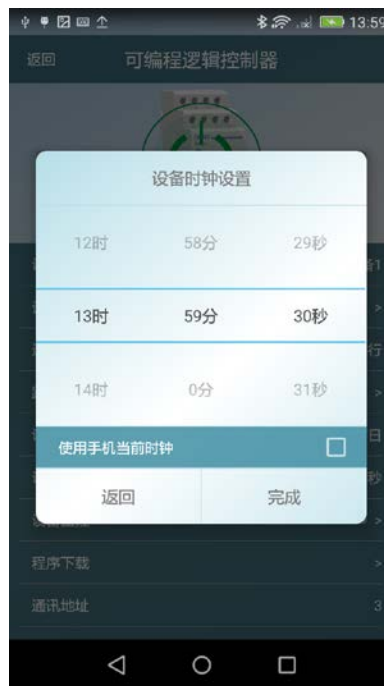 13:59
返回 可编程逻辑控制器
设备时钟设置
12时 58分 29秒
13时 59分 30秒
14时 0分 31秒
使用手机当前时钟
返回 完成
程序下载 >
通讯地址 3